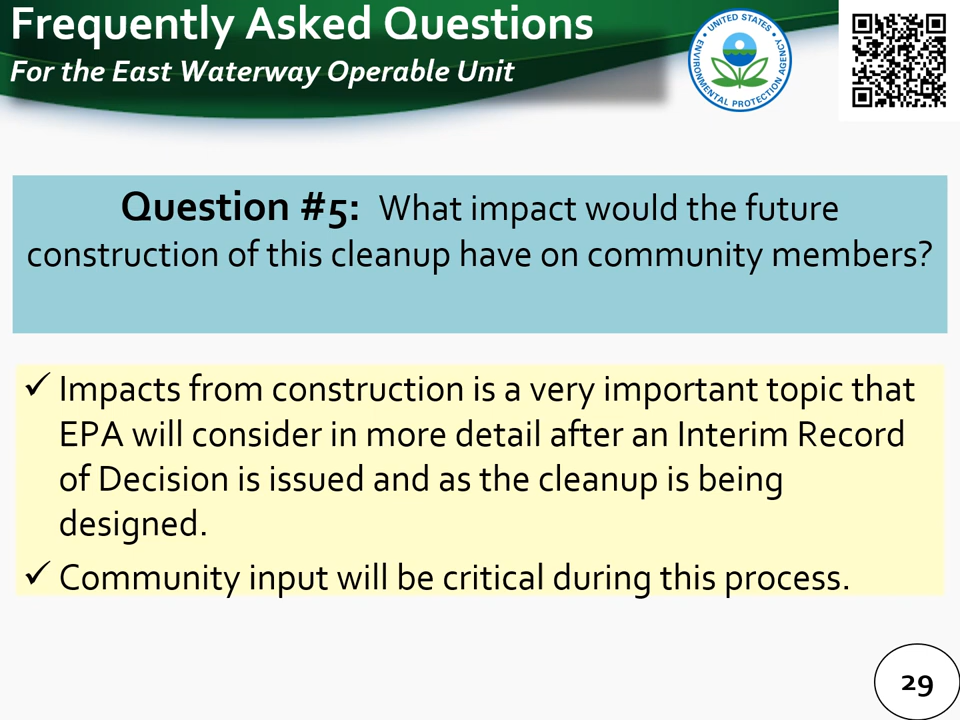 Frequently Asked Questions
For the East Waterway Operable Unit
UNITED STATES
ENVIRONMENTAL PROTECTION AGENCY
Question #5: What impact would the future
construction of this cleanup have on community members?
✓ Impacts from construction is a very important topic that
EPA will consider in more detail after an Interim Record
of Decision is issued and as the cleanup is being
designed.
✓ Community input will be critical during this process.
29